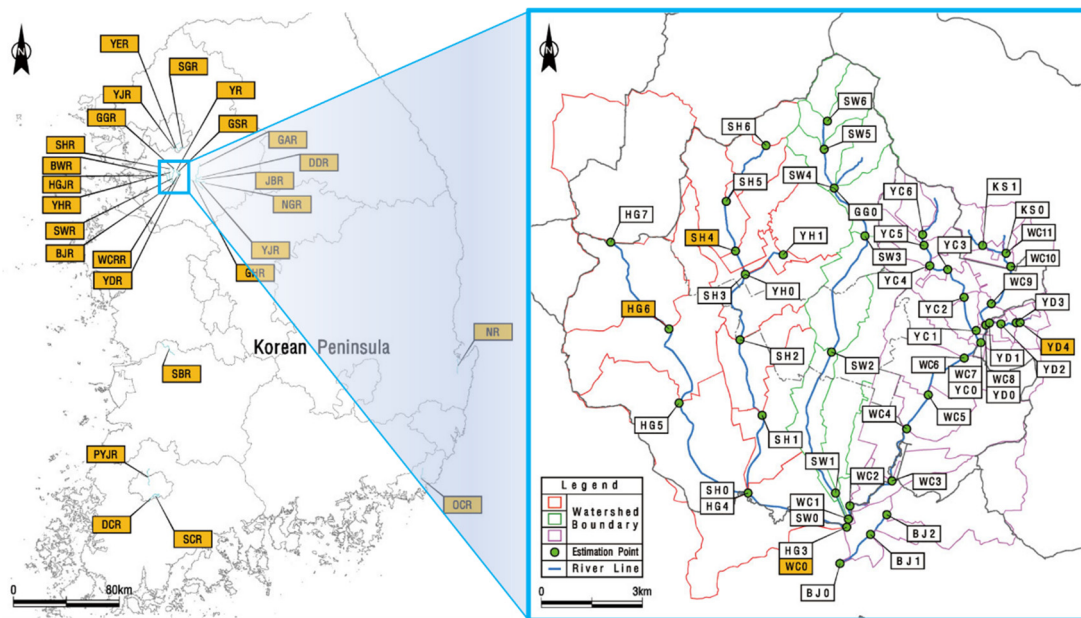 N
YER
SGR
YJR
YR
GGR
GSR
SHR
GAR
BWR
DDR
HGJR
JBR
YHR
NGR
SWR
BJR
YJR
WCRR
GHR
YDR
NR
Korean Peninsula
SBR
PYJR
OCR
DCR
SCR
0 80km
N
SW6
SH6
SW5
SW4
YC6
KS1
SH5
GG0
KS0
HG7
YC5
WC11
SH4
YH1
YC3
SW3
WC10
YC4
SH3
YH0
WC9
HG6
YC2
YD3
YC1
YD1
YD4
SH2
SW2
WC6
YD2
WC7
WC8
YC0
YD0
HG5
WC4
WC5
SH1
SW1
WC2
Legend
Watershed
Boundary
Estimation Point
River Line
SH0
HG4
WC1
SW0
WC3
HG3
WC0
BJ2
BJ1
BJ0
0 3km